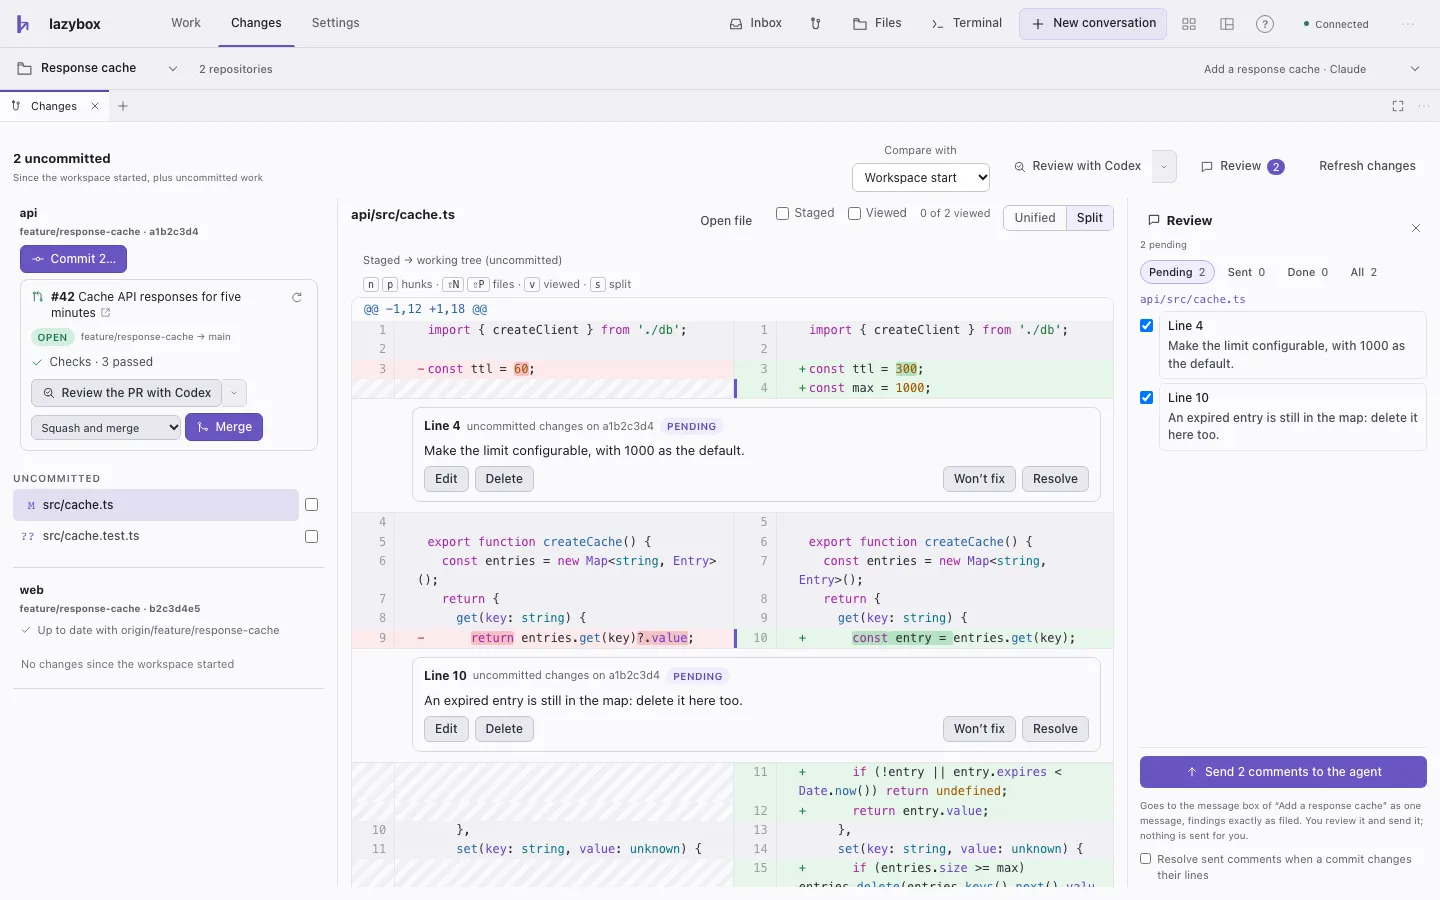 lazybox
Work
Changes
Settings
Inbox
Files
Terminal
New conversation
?
Connected
Response cache
2 repositories
Add a response cache · Claude
Changes
2 uncommitted
Since the workspace started, plus uncommitted work
Compare with
Workspace start
Review with Codex
Review 2
Refresh changes
api
feature/response-cache · a1b2c3d4
Commit 2…
#42 Cache API responses for five
minutes
OPEN feature/response-cache → main
Checks · 3 passed
Review the PR with Codex
Squash and merge
Merge
UNCOMMITTED
M src/cache.ts
?? src/cache.test.ts
web
feature/response-cache · b2c3d4e5
Up to date with origin/feature/response-cache
No changes since the workspace started
api/src/cache.ts
Open file
Staged
Viewed
0 of 2 viewed
Unified
Split
Staged → working tree (uncommitted)
n p hunks · ⇧N ⇧P files · v viewed · s split
@@ −1,12 +1,18 @@
1 import { createClient } from './db';
1 import { createClient } from './db';
2
2
3 −const ttl = 60;
3 +const ttl = 300;
4 +const max = 1000;
Line 4 uncommitted changes on a1b2c3d4 PENDING
Make the limit configurable, with 1000 as the default.
Edit
Delete
Won’t fix
Resolve
4
5
5 export function createCache() {
6 export function createCache() {
6 const entries = new Map<string, Entry>
();
7 const entries = new Map<string,
Entry>();
7 return {
8 return {
8 get(key: string) {
9 get(key: string) {
9 − return entries.get(key)?.value;
10 + const entry = entries.get(key);
Line 10 uncommitted changes on a1b2c3d4 PENDING
An expired entry is still in the map: delete it here too.
Edit
Delete
Won’t fix
Resolve
11 + if (!entry || entry.expires <
Date.now()) return undefined;
12 + return entry.value;
10 },
13 },
11 set(key: string, value: unknown) {
14 set(key: string, value: unknown) {
15 + if (entries.size >= max)
entries.delete(entries.keys().next().valu
Review
2 pending
Pending 2
Sent 0
Done 0
All 2
api/src/cache.ts
Line 4
Make the limit configurable, with 1000 as
the default.
Line 10
An expired entry is still in the map: delete it
here too.
Send 2 comments to the agent
Goes to the message box of “Add a response cache” as one
message, findings exactly as filed. You review it and send it;
nothing is sent for you.
Resolve sent comments when a commit changes
their lines